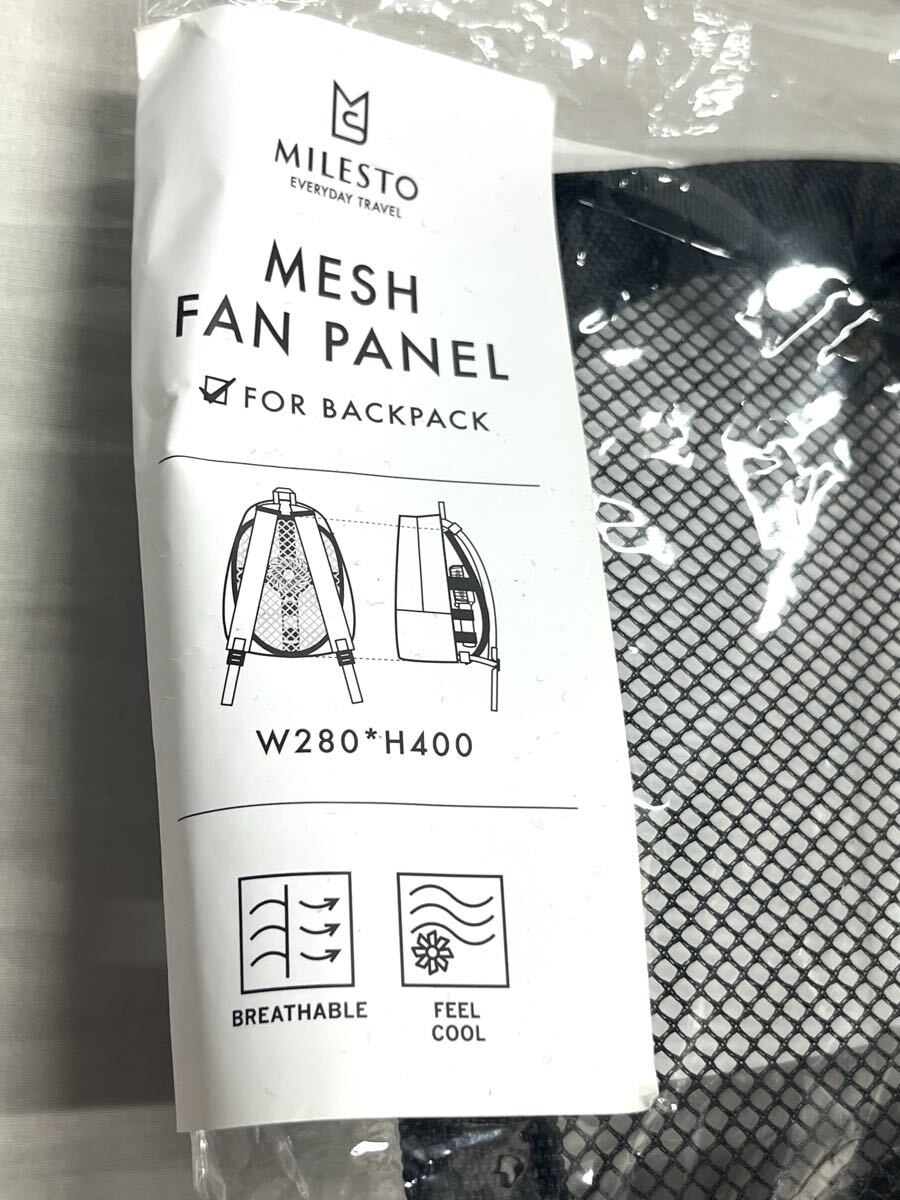 MILESTO
EVERYDAY TRAVEL
MESH
FAN PANEL
FOR BACKPACK
W280*H400
BREATHABLE
FEEL
COOL